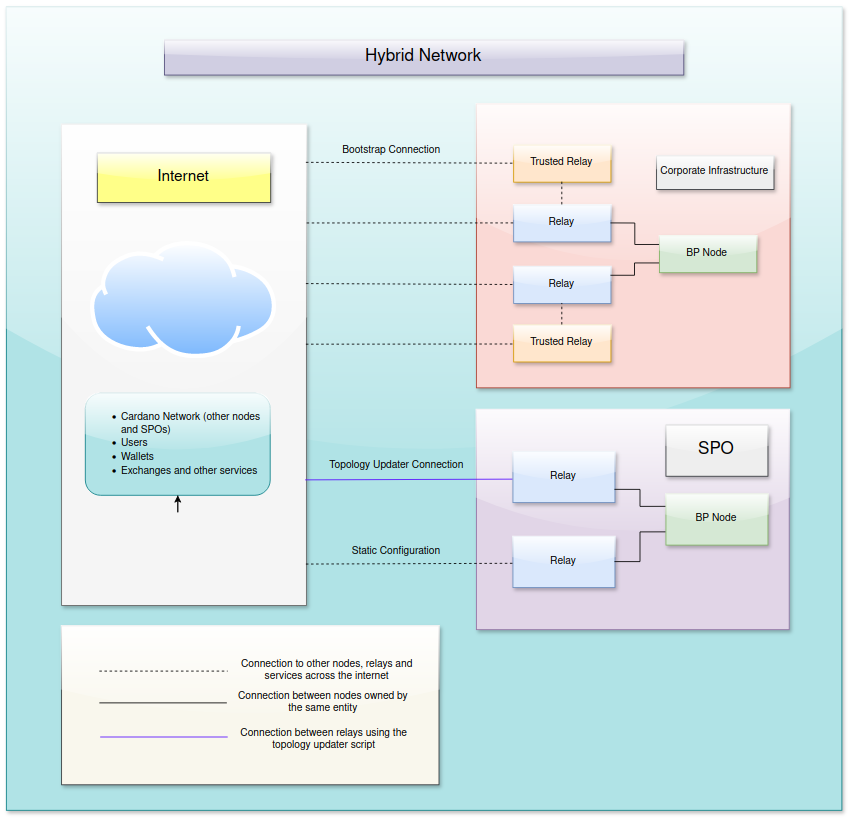 Hybrid Network
Internet
Cardano Network (other nodes
and SPOs)
Users
Wallets
Exchanges and other services
Bootstrap Connection
Trusted Relay
Corporate Infrastructure
Relay
BP Node
Relay
Trusted Relay
Topology Updater Connection
Static Configuration
SPO
Relay
BP Node
Relay
Connection to other nodes, relays and
services across the internet
Connection between nodes owned by
the same entity
Connection between relays using the
topology updater script